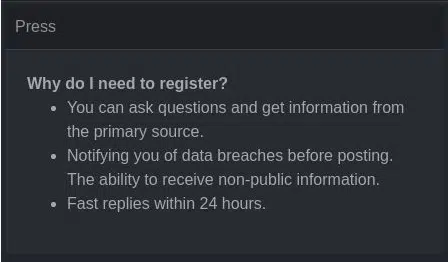 Press
Why do I need to register?
• You can ask questions and get information from
the primary source.
• Notifying you of data breaches before posting.
The ability to receive non-public information.
• Fast replies within 24 hours.